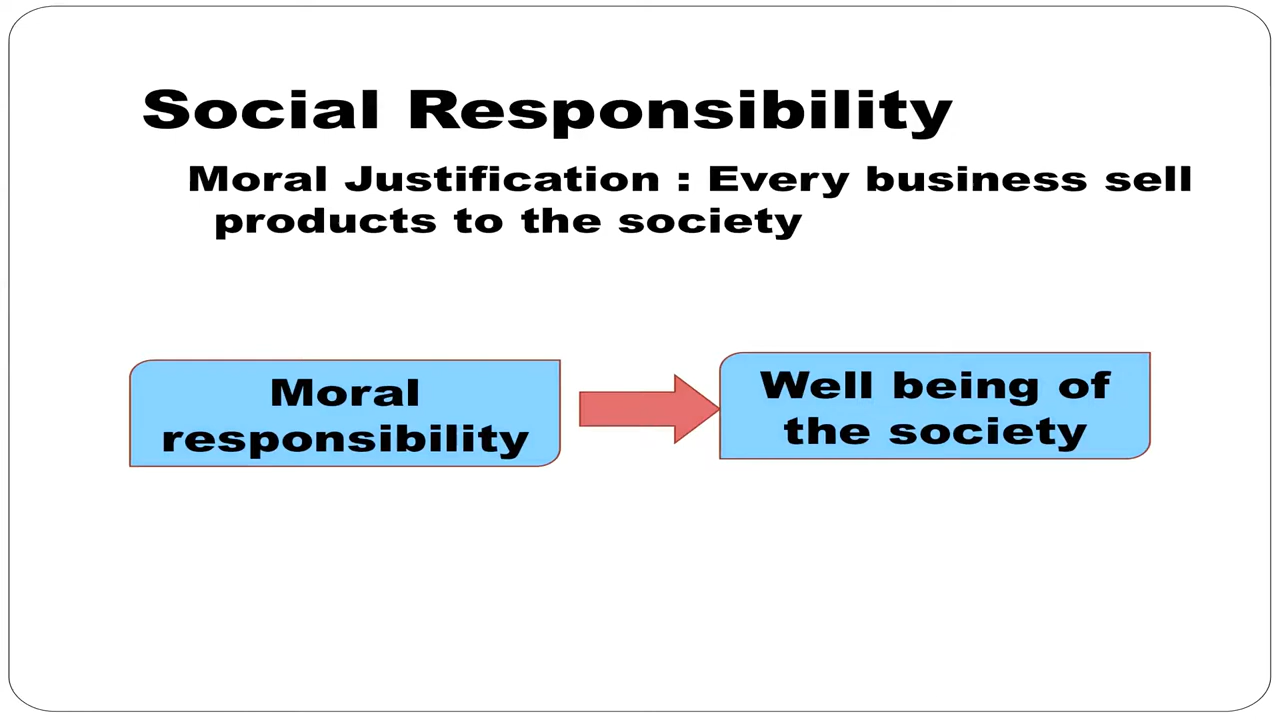 Social Responsibility
Moral Justification : Every business sell
products to the society
Moral
responsibility
Well being of
the society